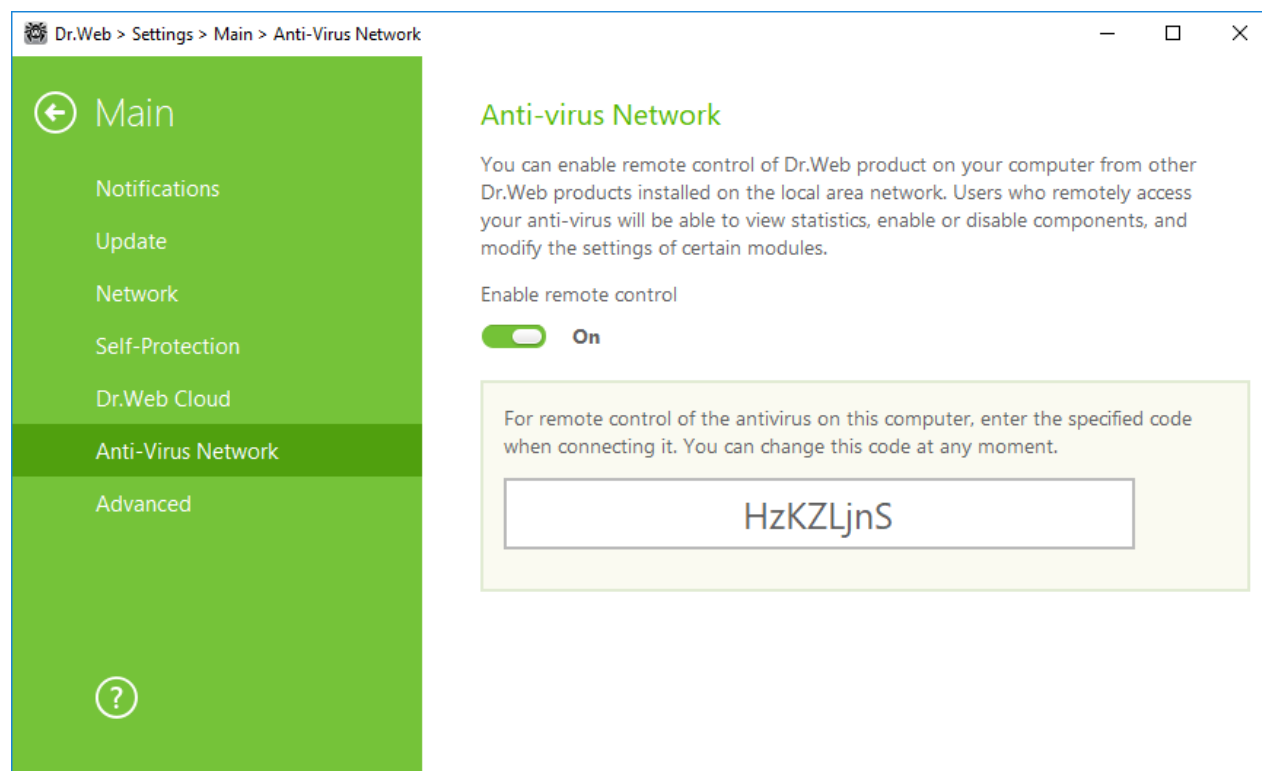 Dr.Web > Settings > Main > Anti-Virus Network
Main
Notifications
Update
Network
Self-Protection
Dr.Web Cloud
Anti-Virus Network
Advanced
?
Anti-virus Network
You can enable remote control of Dr.Web product on your computer from other
Dr.Web products installed on the local area network. Users who remotely access
your anti-virus will be able to view statistics, enable or disable components, and
modify the settings of certain modules.
Enable remote control
On
For remote control of the antivirus on this computer, enter the specified code
when connecting it. You can change this code at any moment.
HzKZLjnS